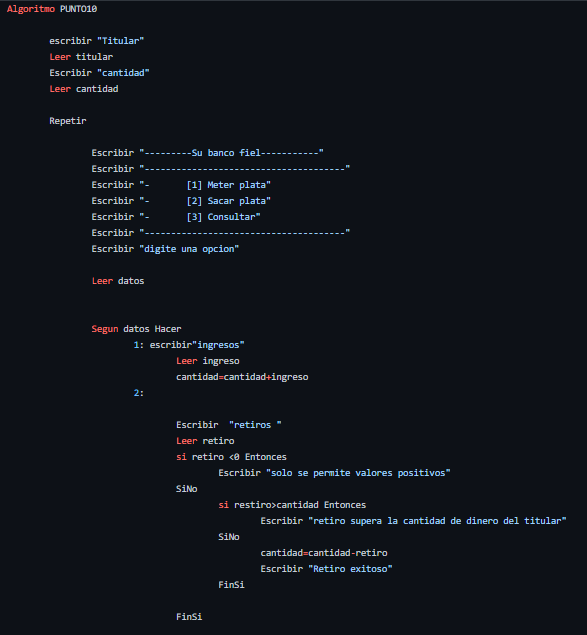 Algoritmo PUNTO10
escribir "Titular"
Leer titular
Escribir "cantidad"
Leer cantidad
Repetir
Escribir "---------Su banco fiel-----------"
Escribir "--------------------------------------"
Escribir "-       [1] Meter plata"
Escribir "-       [2] Sacar plata"
Escribir "-       [3] Consultar"
Escribir "--------------------------------------"
Escribir "digite una opcion"
Leer datos
Segun datos Hacer
1: escribir"ingresos"
Leer ingreso
cantidad=cantidad+ingreso
2:
Escribir  "retiros "
Leer retiro
si retiro <0 Entonces
Escribir "solo se permite valores positivos"
SiNo
si restiro>cantidad Entonces
Escribir "retiro supera la cantidad de dinero del titular"
SiNo
cantidad=cantidad-retiro
Escribir "Retiro exitoso"
FinSi
FinSi